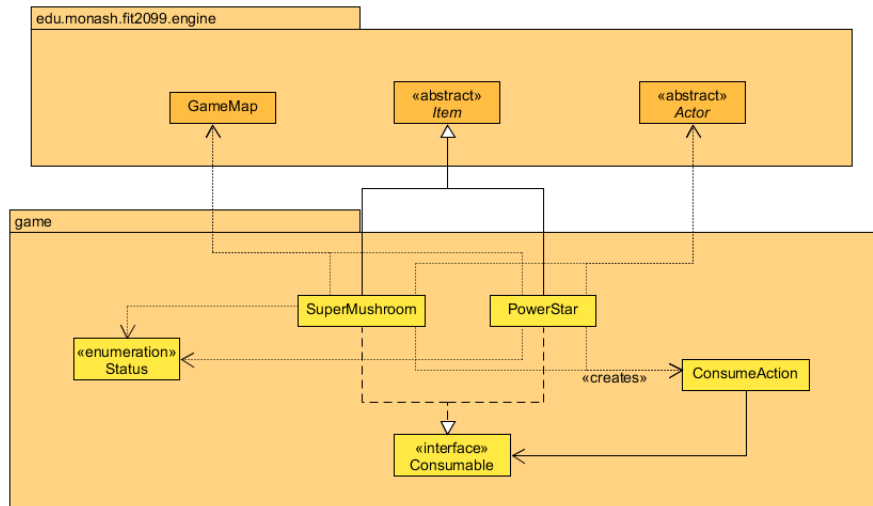 edu.monash.fit2099.engine
GameMap
«abstract»
Item
«abstract»
Actor
game
SuperMushroom
PowerStar
«enumeration»
Status
«creates»
ConsumeAction
«interface»
Consumable